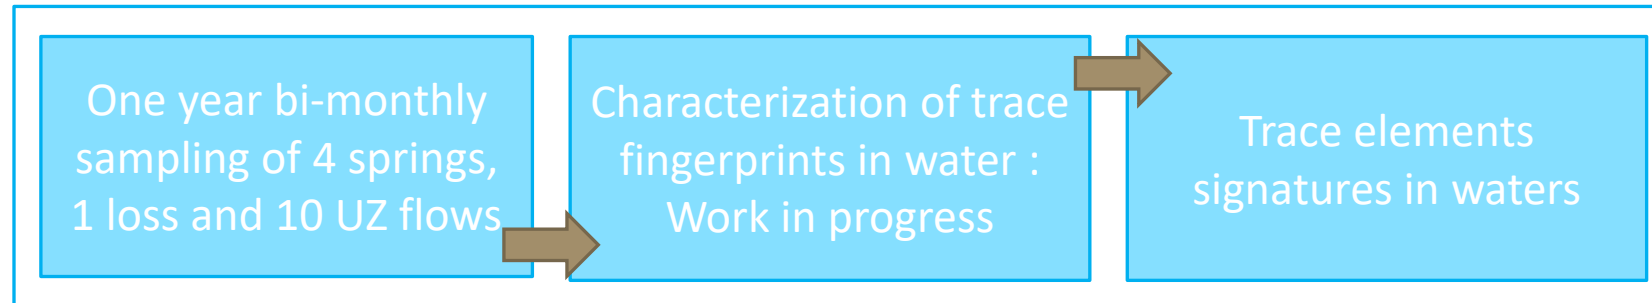 One year bi-monthly
sampling of 4 springs,
1 loss and 10 UZ flows
Characterization of trace
fingerprints in water :
Work in progress
Trace elements
signatures in waters